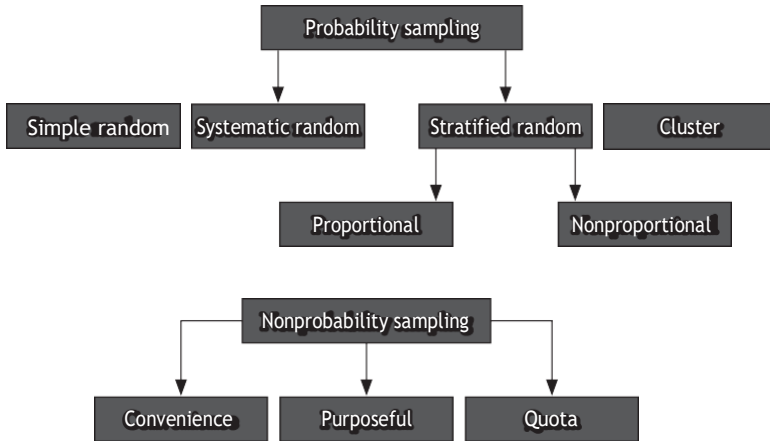 Probability sampling
Simple random
Systematic random
Stratified random
Cluster
Proportional
Nonproportional
Nonprobability sampling
Convenience
Purposeful
Quota